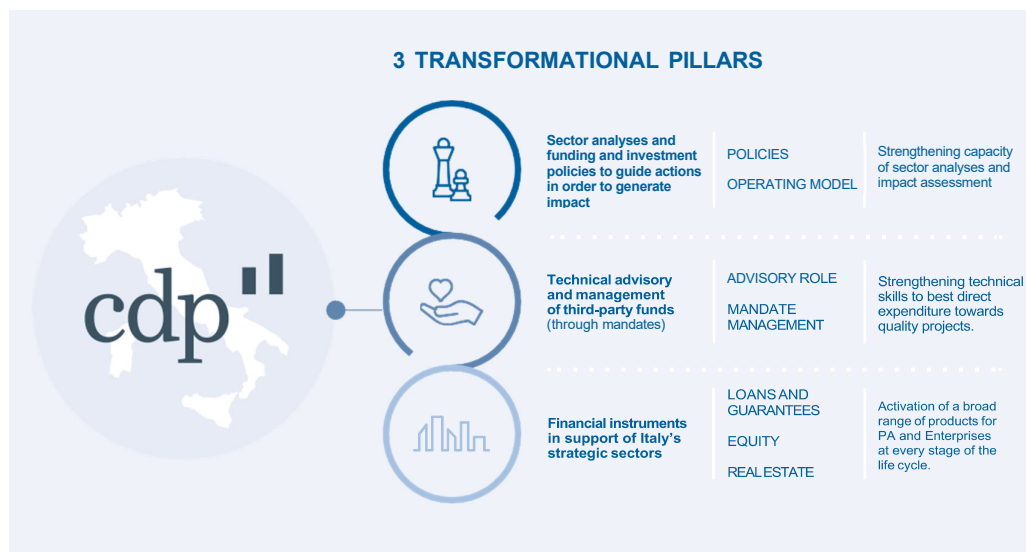 3 TRANSFORMATIONAL PILLARS
cdp
Sector analyses and
funding and investment
policies to guide actions
in order to generate
impact
POLICIES
OPERATING MODEL
Strengthening capacity
of sector analyses and
impact assessment
Technical advisory
and management
of third-party funds
(through mandates)
ADVISORY ROLE
MANDATE
MANAGEMENT
Strengthening technical
skills to best direct
expenditure towards
quality projects.
Financial instruments
in support of Italy's
strategic sectors
LOANS AND
GUARANTEES
EQUITY
REAL ESTATE
Activation of a broad
range of products for
PA and Enterprises
at every stage of the
life cycle.